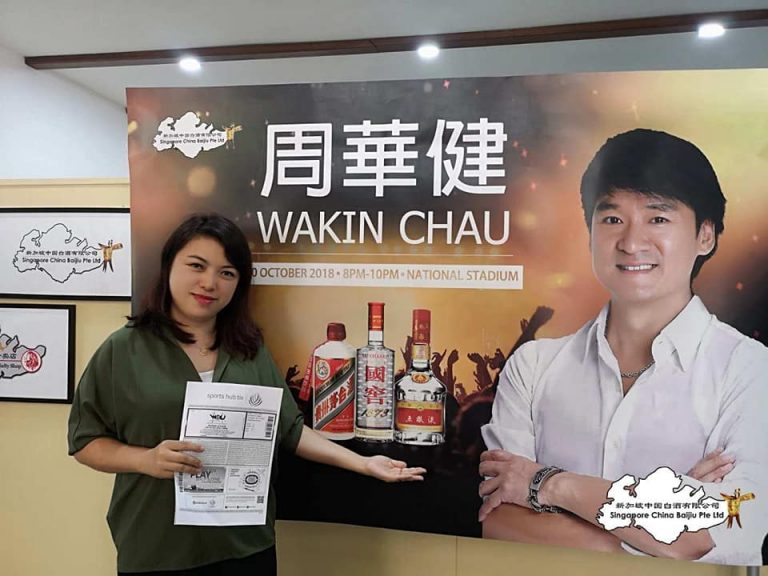 新加坡中国白酒有限公司
Singapore China Baijiu Pte Ltd
周華健
WAKIN CHAU
0 OCTOBER 2018 • 8PM-10PM • NATIONAL STADIUM
新加坡中国白酒有限公司
Singapore China Baijiu Pte Ltd
sports hub tix
PLAY
國窖
1573
五粮液
新加坡中国白酒有限公司
Singapore China Baijiu Pte Ltd